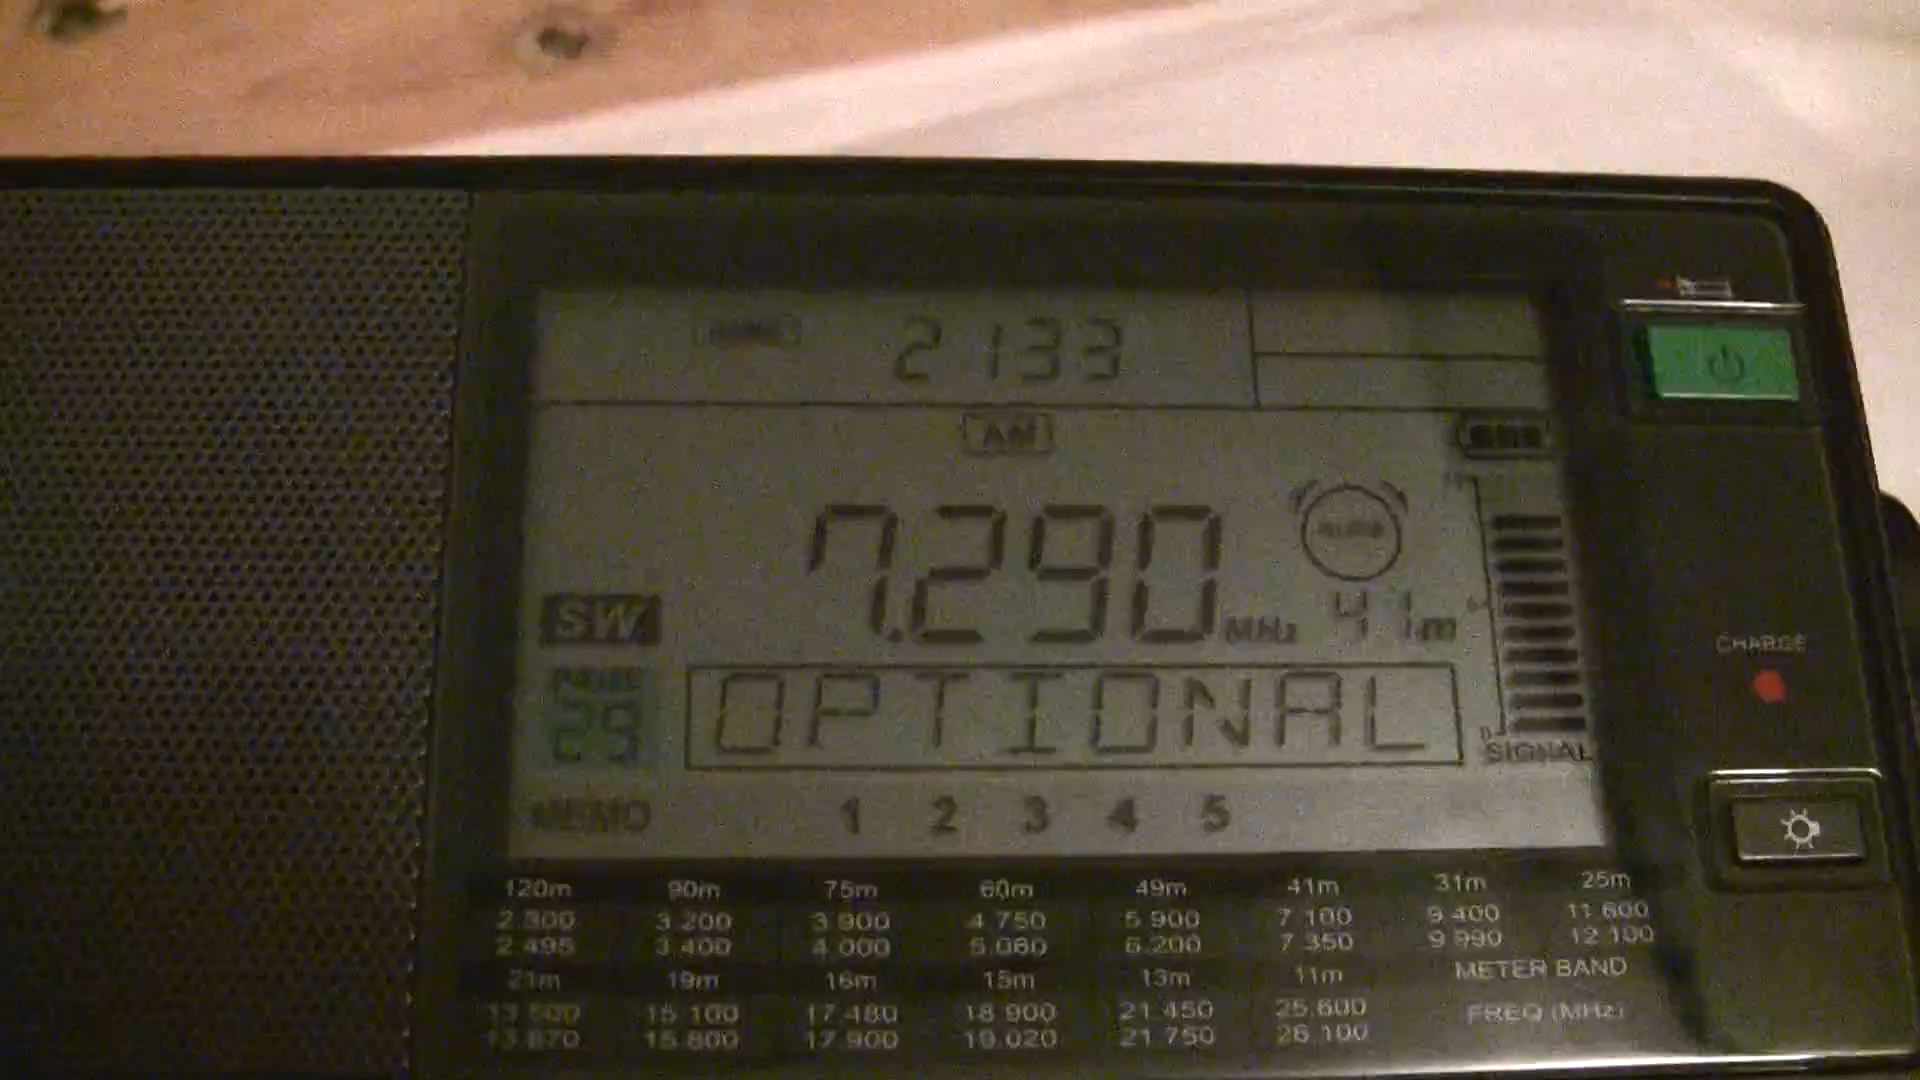 2133
AM
7.290 MHz 41m
SW
29
OPTIONAL
SIGNAL
MEMO 1 2 3 4 5
CHARGE
120m 90m 75m 60m 49m 41m 31m 25m
2.300 3.200 3.900 4.750 5.900 7.100 9.400 11.600
2.495 3.400 4.000 5.060 6.200 7.350 9.990 12.100
21m 19m 16m 15m 13m 11m METER BAND
13.500 15.100 17.480 18.900 21.450 25.600 FREQ (MHz)
13.870 15.800 17.900 19.020 21.750 26.100